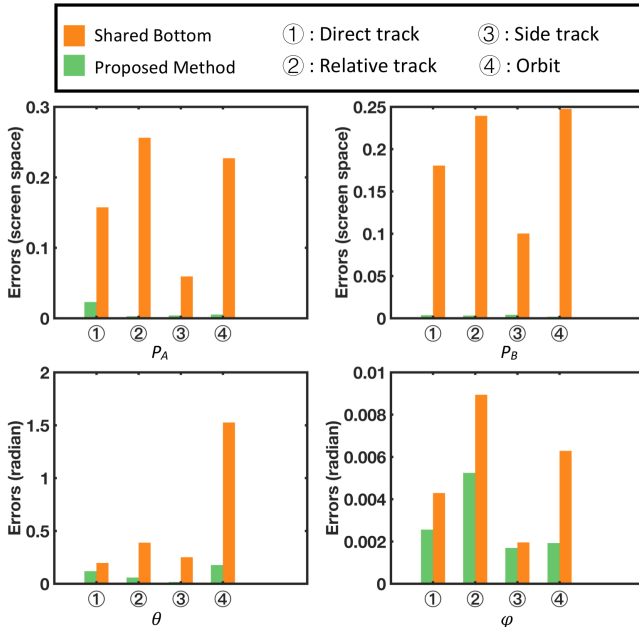 Shared Bottom ① : Direct track ③ : Side track
Proposed Method ② : Relative track ④ : Orbit
Errors (screen space)
0.3
0.2
0.1
0
① ② ③ ④
P_A
Errors (screen space)
0.25
0.2
0.15
0.1
0.05
0
① ② ③ ④
P_B
Errors (radian)
2
1.5
1
0.5
0
① ② ③ ④
θ
Errors (radian)
0.01
0.008
0.006
0.004
0.002
0
① ② ③ ④
φ